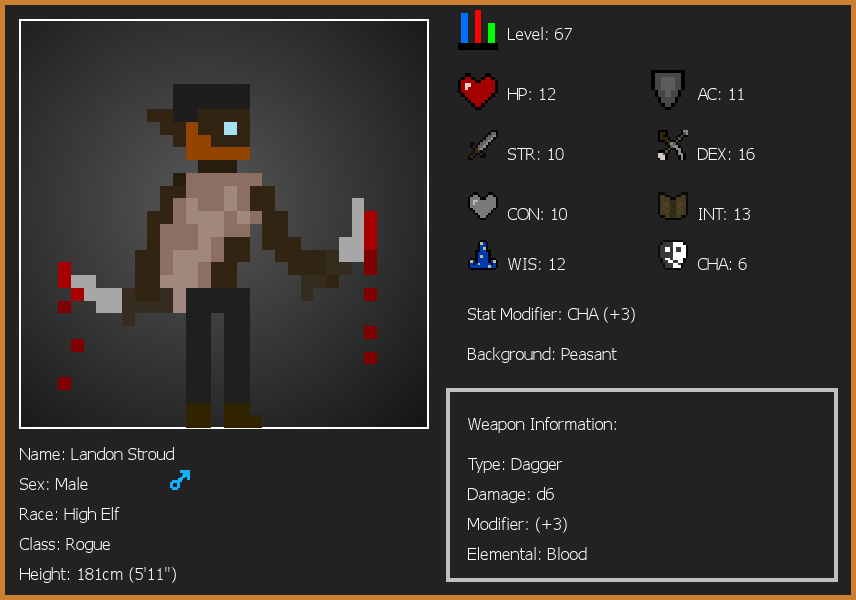 Level: 67
HP: 12
AC: 11
STR: 10
DEX: 16
CON: 10
INT: 13
WIS: 12
CHA: 6
Stat Modifier: CHA (+3)
Background: Peasant
Weapon Information:
Type: Dagger
Damage: d6
Modifier: (+3)
Elemental: Blood
Name: Landon Stroud
Sex: Male
Race: High Elf
Class: Rogue
Height: 181cm (5'11")